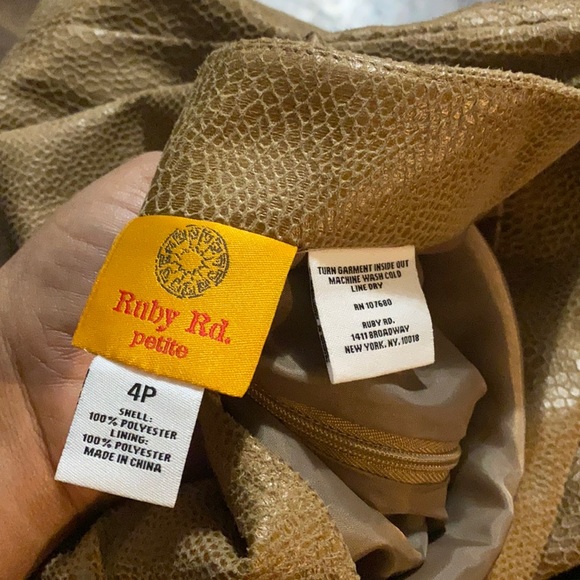 Ruby Rd.
petite
4P
SHELL:
100% POLYESTER
LINING:
100% POLYESTER
MADE IN CHINA
TURN GARMENT INSIDE OUT
MACHINE WASH COLD
LINE DRY
RN 107680
RUBY RD.
1411 BROADWAY
NEW YORK, NY, 10018